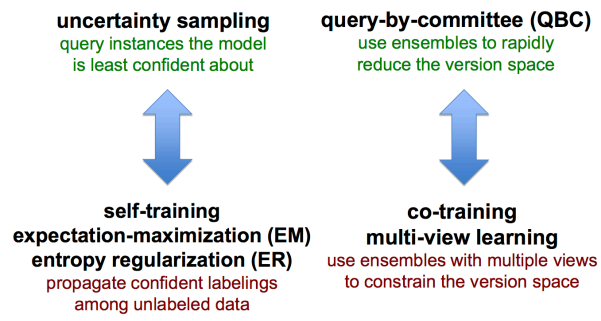 uncertainty sampling
query instances the model
is least confident about
query-by-committee (QBC)
use ensembles to rapidly
reduce the version space
self-training
expectation-maximization (EM)
entropy regularization (ER)
propagate confident labelings
among unlabeled data
co-training
multi-view learning
use ensembles with multiple views
to constrain the version space